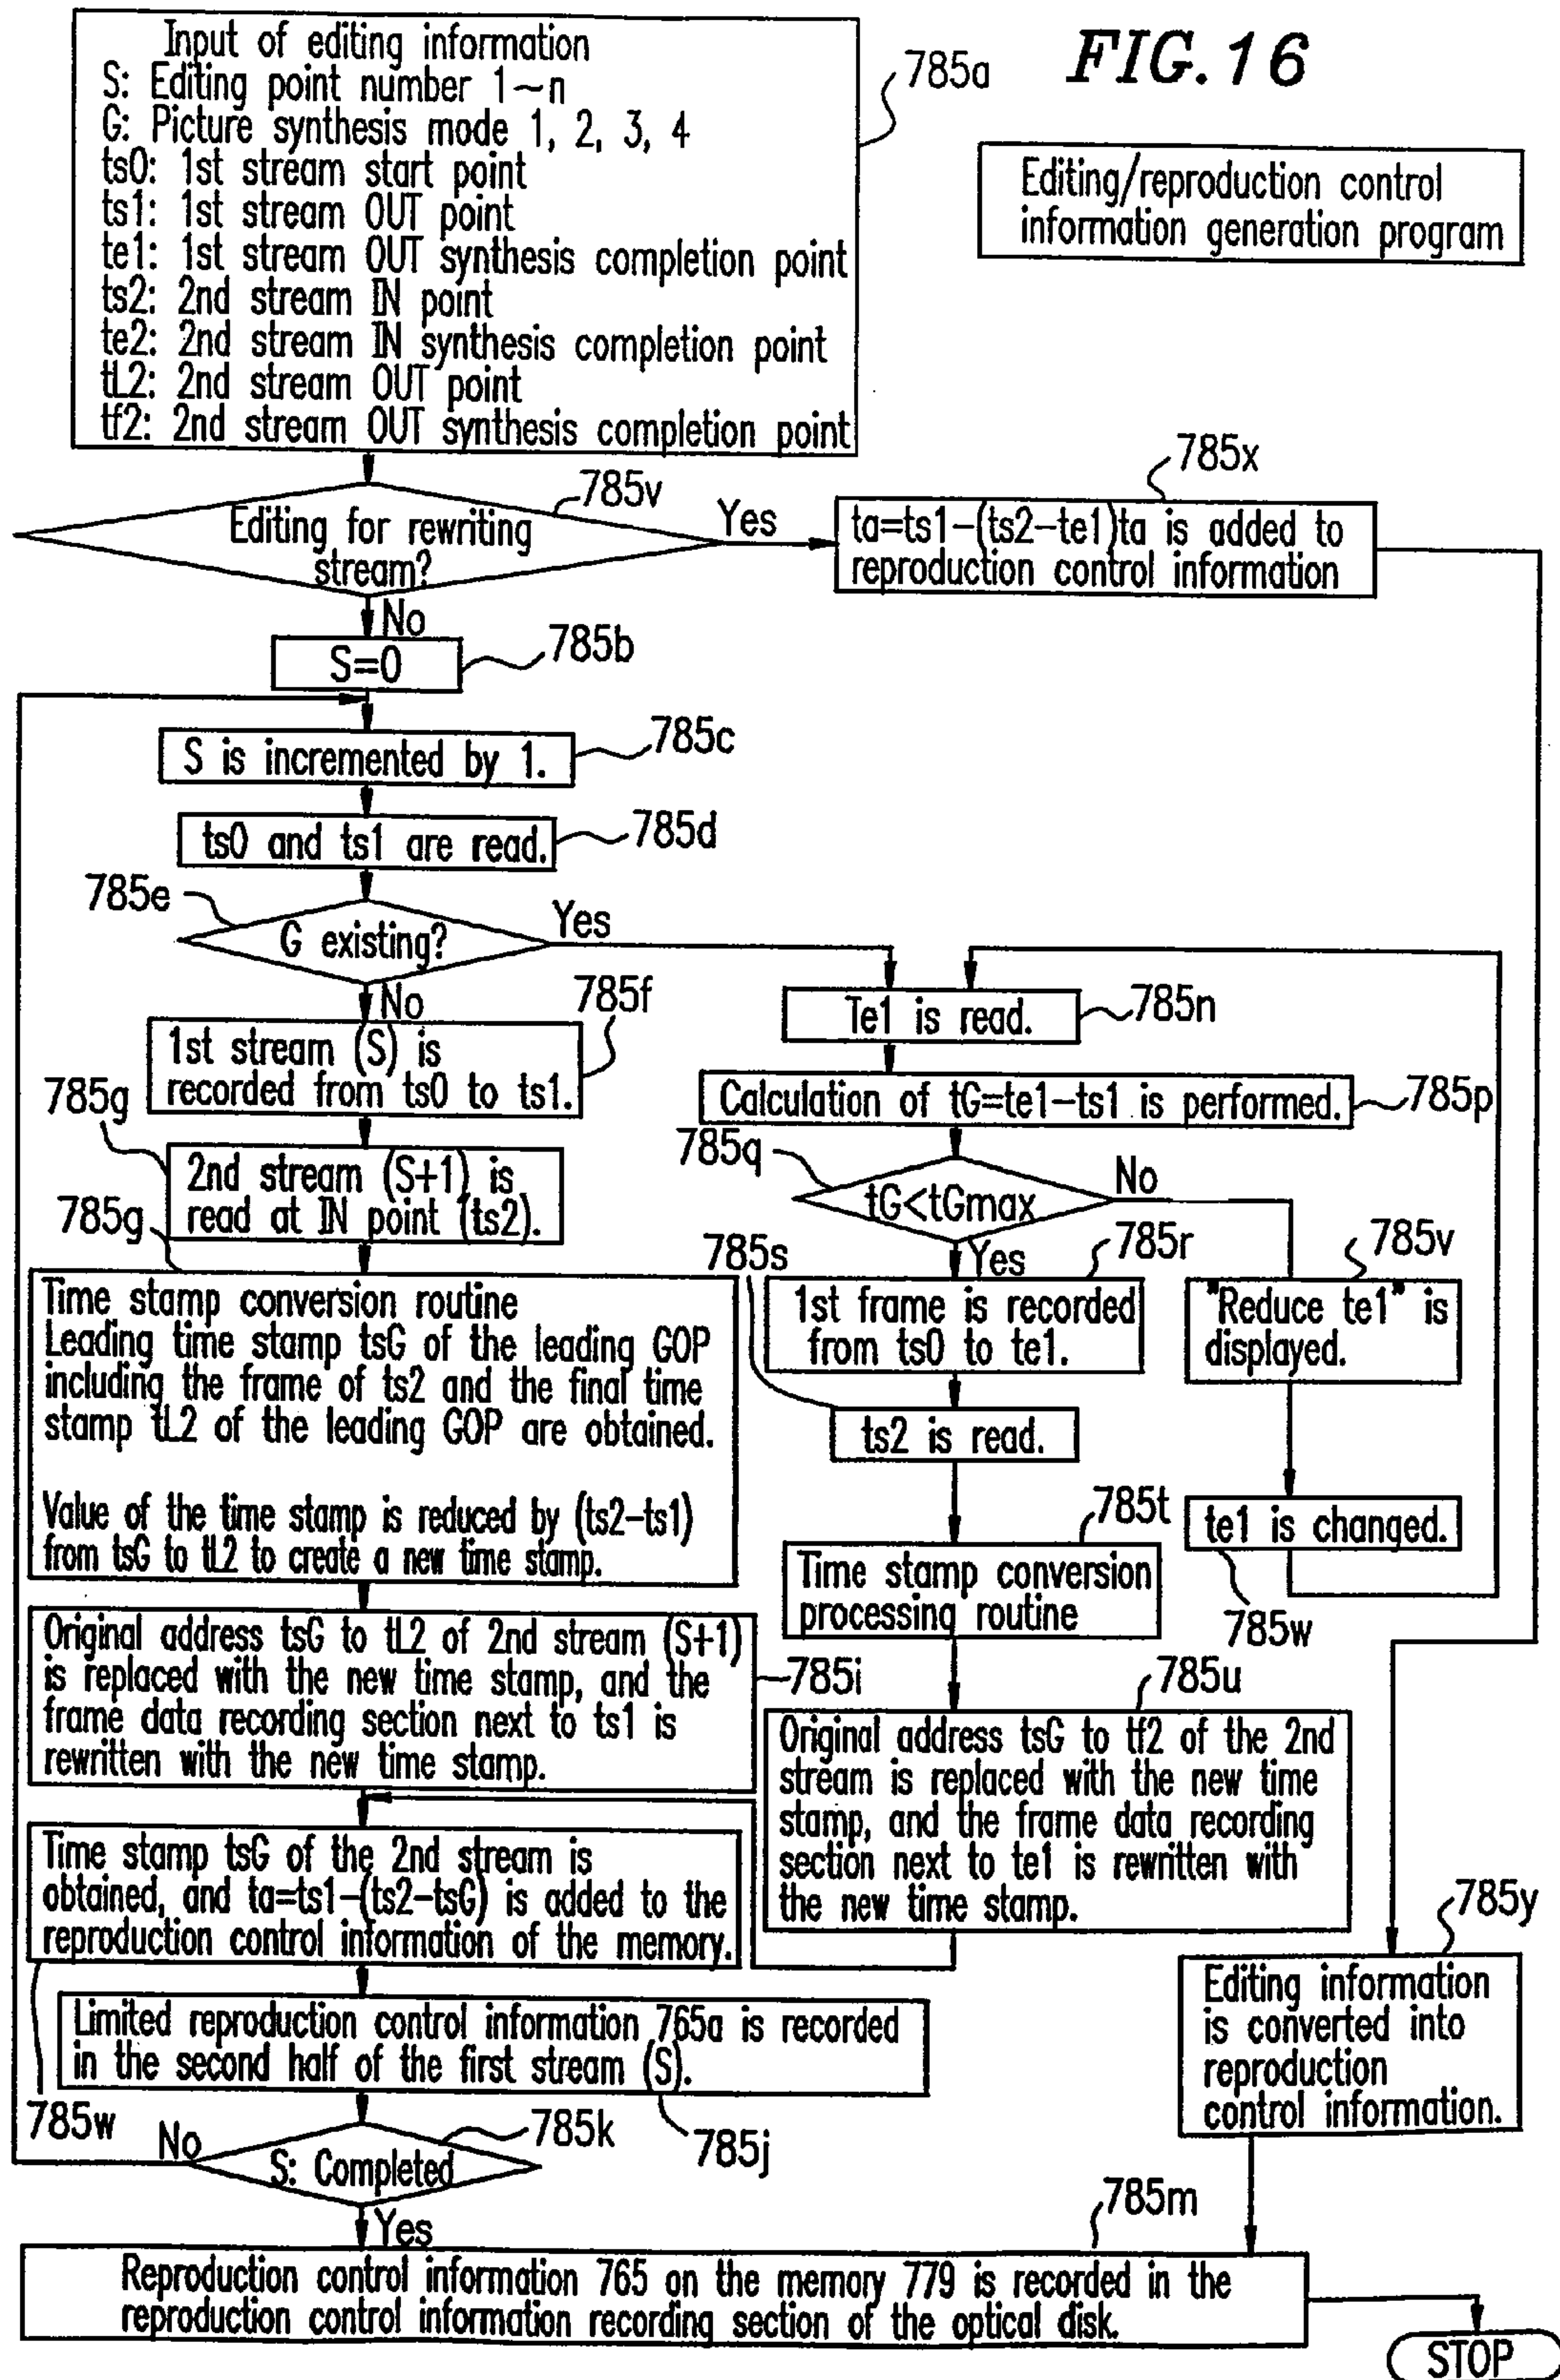 Input of editing information
S: Editing point number 1~n
G: Picture synthesis mode 1, 2, 3, 4
ts0: 1st stream start point
ts1: 1st stream OUT point
te1: 1st stream OUT synthesis completion point
ts2: 2nd stream IN point
te2: 2nd stream IN synthesis completion point
tL2: 2nd stream OUT point
tf2: 2nd stream OUT synthesis completion point
785a
FIG.16
Editing/reproduction control
information generation program
785v
Editing for rewriting
stream?
Yes
No
785x
ta=ts1-(ts2-te1)ta is added to
reproduction control information
S=0
785b
S is incremented by 1.
785c
ts0 and ts1 are read.
785d
785e
G existing?
Yes
No
785f
1st stream (S) is
recorded from ts0 to ts1.
785g
2nd stream (S+1) is
read at IN point (ts2).
785g
Time stamp conversion routine
Leading time stamp tsG of the leading GOP
including the frame of ts2 and the final time
stamp tL2 of the leading GOP are obtained.
Value of the time stamp is reduced by (ts2-ts1)
from tsG to tL2 to create a new time stamp.
Original address tsG to tL2 of 2nd stream (S+1)
is replaced with the new time stamp, and the
frame data recording section next to ts1 is
rewritten with the new time stamp.
785i
Time stamp tsG of the 2nd stream is
obtained, and ta=ts1-(ts2-tsG) is added to the
reproduction control information of the memory.
785w
Limited reproduction control information 765a is recorded
in the second half of the first stream (S).
785j
785k
S: Completed
No
Yes
Te1 is read.
785n
Calculation of tG=te1-ts1 is performed.
785p
785q
tG<tGmax
No
Yes
785r
1st frame is recorded
from ts0 to te1.
785s
ts2 is read.
785v
"Reduce te1" is
displayed.
te1 is changed.
785w
785t
Time stamp conversion
processing routine
785u
Original address tsG to tf2 of the 2nd
stream is replaced with the new time
stamp, and the frame data recording
section next to te1 is rewritten with
the new time stamp.
785y
Editing information
is converted into
reproduction
control information.
785m
Reproduction control information 765 on the memory 779 is recorded in the
reproduction control information recording section of the optical disk.
STOP